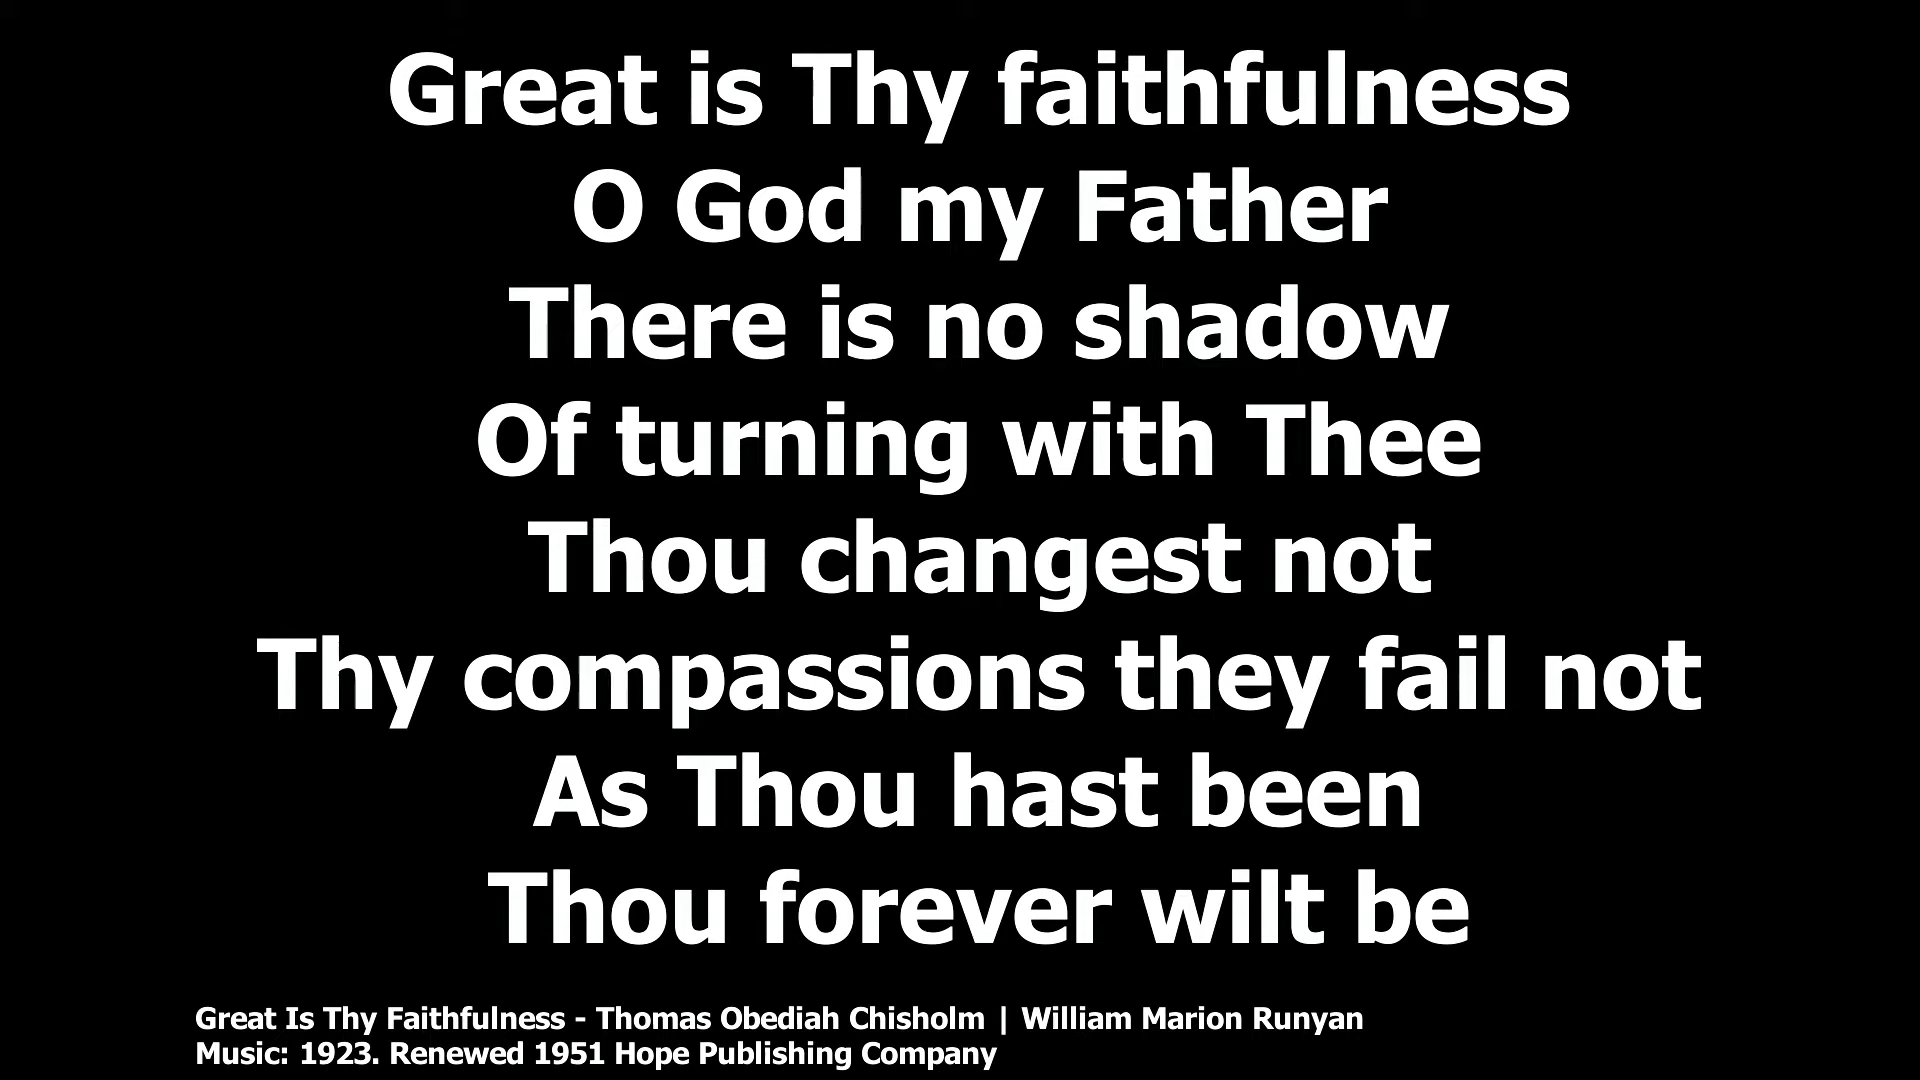 Great is Thy faithfulness
O God my Father
There is no shadow
Of turning with Thee
Thou changest not
Thy compassions they fail not
As Thou hast been
Thou forever wilt be
Great Is Thy Faithfulness - Thomas Obediah Chisholm | William Marion Runyan
Music: 1923. Renewed 1951 Hope Publishing Company